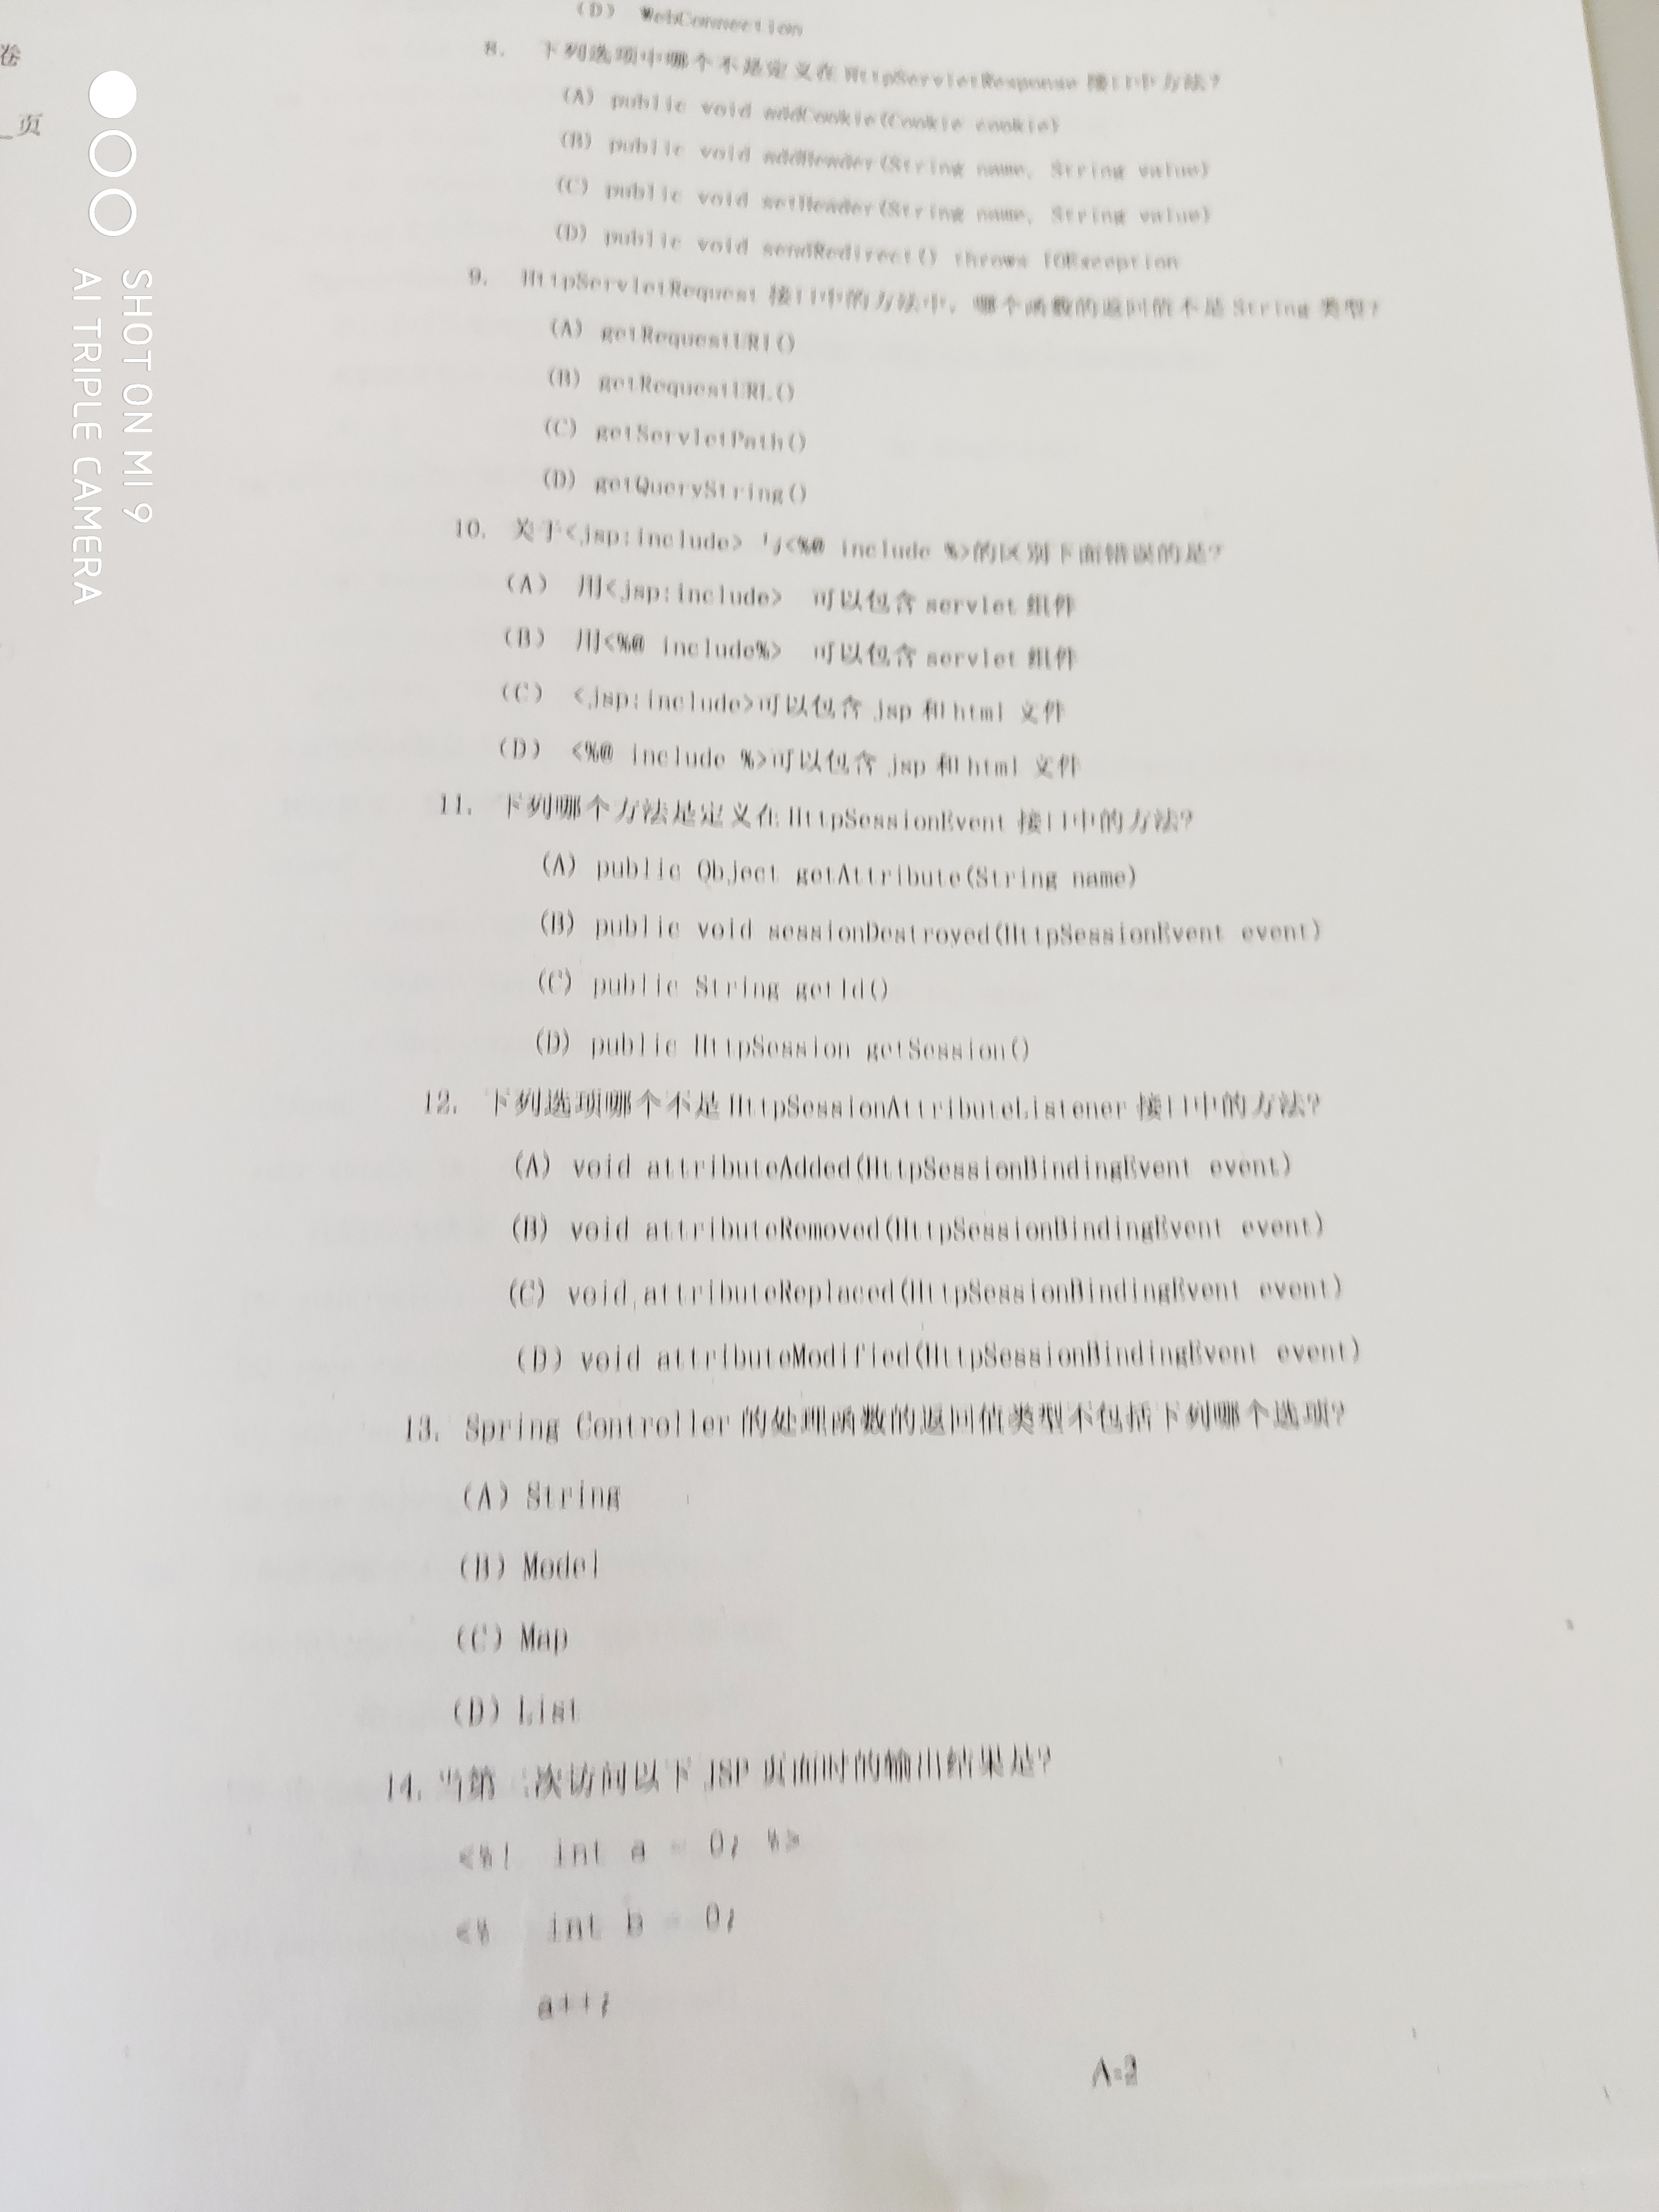 卷
_页
(D) WebConnection
8. 下列选项中哪个不是定义在 HttpServletResponse 接口中方法?
(A) public void addCookie(Cookie cookie)
(B) public void addHeader(String name, String value)
(C) public void setHeader(String name, String value)
(D) public void sendRedirect() throws IOException
9. HttpServletRequest 接口中的方法中, 哪个函数的返回值不是 String 类型?
(A) getRequestURI()
(B) getRequestURL()
(C) getServletPath()
(D) getQueryString()
10. 关于<jsp:include> 与<%@ include %>的区别下面错误的是?
(A) 用<jsp:include> 可以包含 servlet 组件
(B) 用<%@ include%> 可以包含 servlet 组件
(C) <jsp:include>可以包含 jsp 和 html 文件
(D) <%@ include %>可以包含 jsp 和 html 文件
11. 下列哪个方法是定义在 HttpSessionEvent 接口中的方法?
(A) public Object getAttribute(String name)
(B) public void sessionDestroyed(HttpSessionEvent event)
(C) public String getId()
(D) public HttpSession getSession()
12. 下列选项哪个不是 HttpSessionAttributeListener 接口中的方法?
(A) void attributeAdded(HttpSessionBindingEvent event)
(B) void attributeRemoved(HttpSessionBindingEvent event)
(C) void attributeReplaced(HttpSessionBindingEvent event)
(D) void attributeModified(HttpSessionBindingEvent event)
13. Spring Controller 的处理函数的返回值类型不包括下列哪个选项?
(A) String
(B) Model
(C) Map
(D) List
14. 当第 次访问以下 JSP 页面时的输出结果是?
<%! int a = 0; %>
<% int b = 0;
a++;
SHOT ON MI 9
AI TRIPLE CAMERA